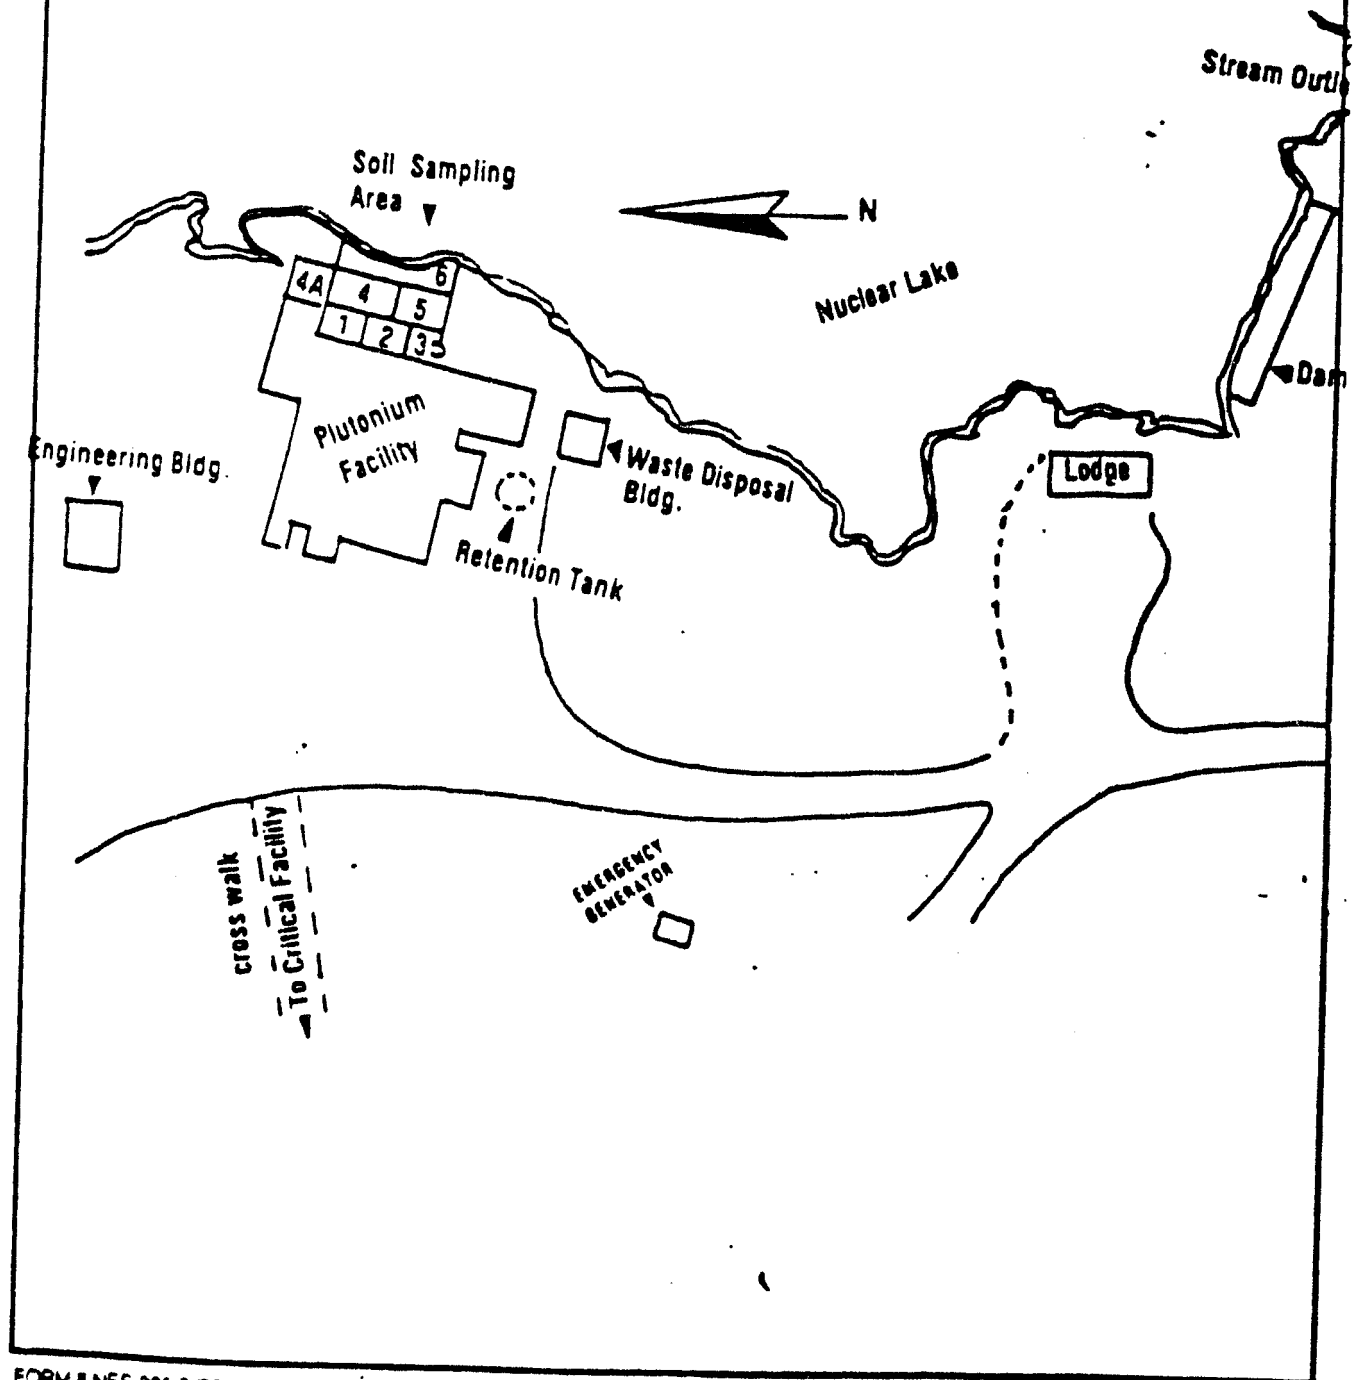 Stream Outle
Soil Sampling
Area
N
Nuclear Lake
4A
4
5
6
1
2
3
Dam
Plutonium
Facility
Engineering Bldg.
Waste Disposal
Bldg.
Lodge
Retention Tank
EMERGENCY
GENERATOR
cross walk
To Critical Facility